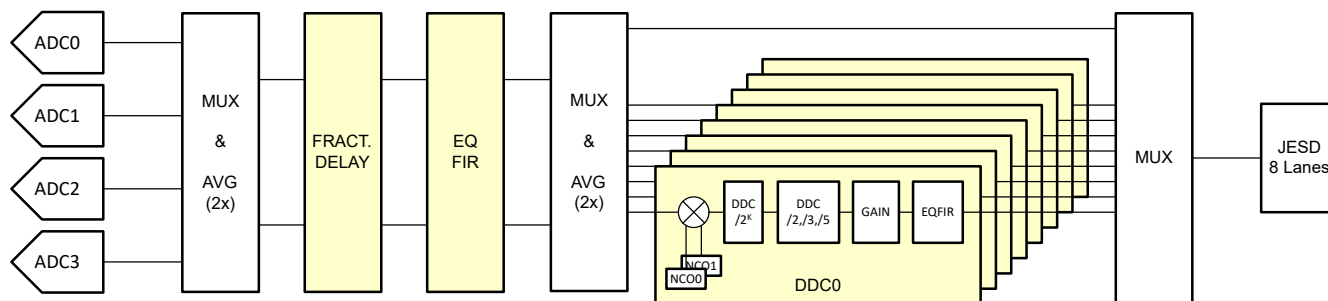 ADC0
ADC1
ADC2
ADC3
MUX
&
AVG
(2x)
FRACT.
DELAY
EQ
FIR
MUX
&
AVG
(2x)
DDC
/2ᴷ
DDC
/2,/3,/5
GAIN
EQFIR
NCO1
NCO0
DDC0
MUX
JESD
8 Lanes